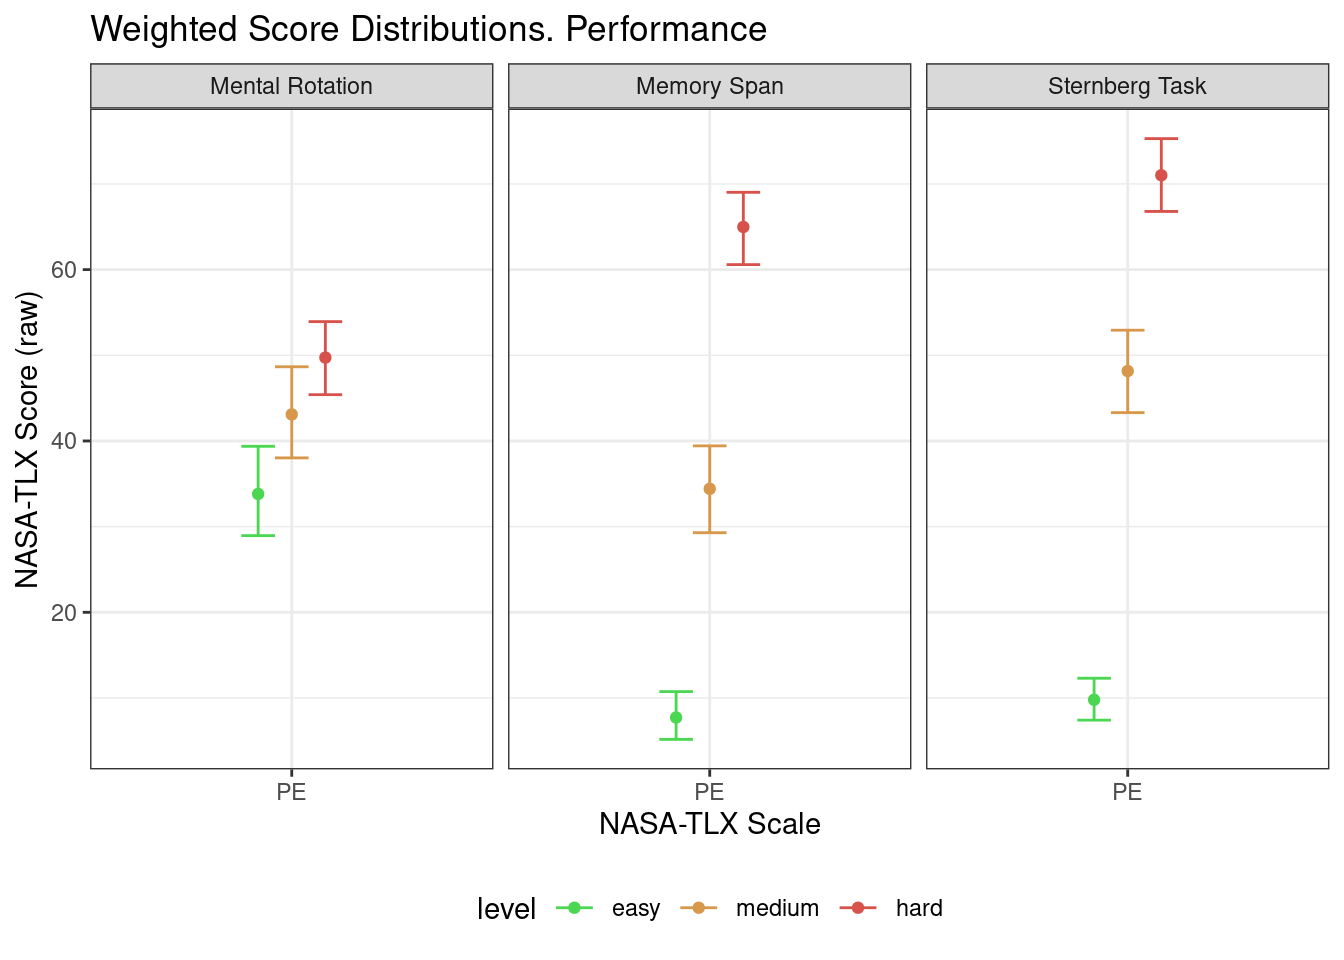 Weighted Score Distributions. Performance
Mental Rotation
Memory Span
Sternberg Task
NASA-TLX Score (raw)
60
40
20
PE
PE
PE
NASA-TLX Scale
level
easy
medium
hard